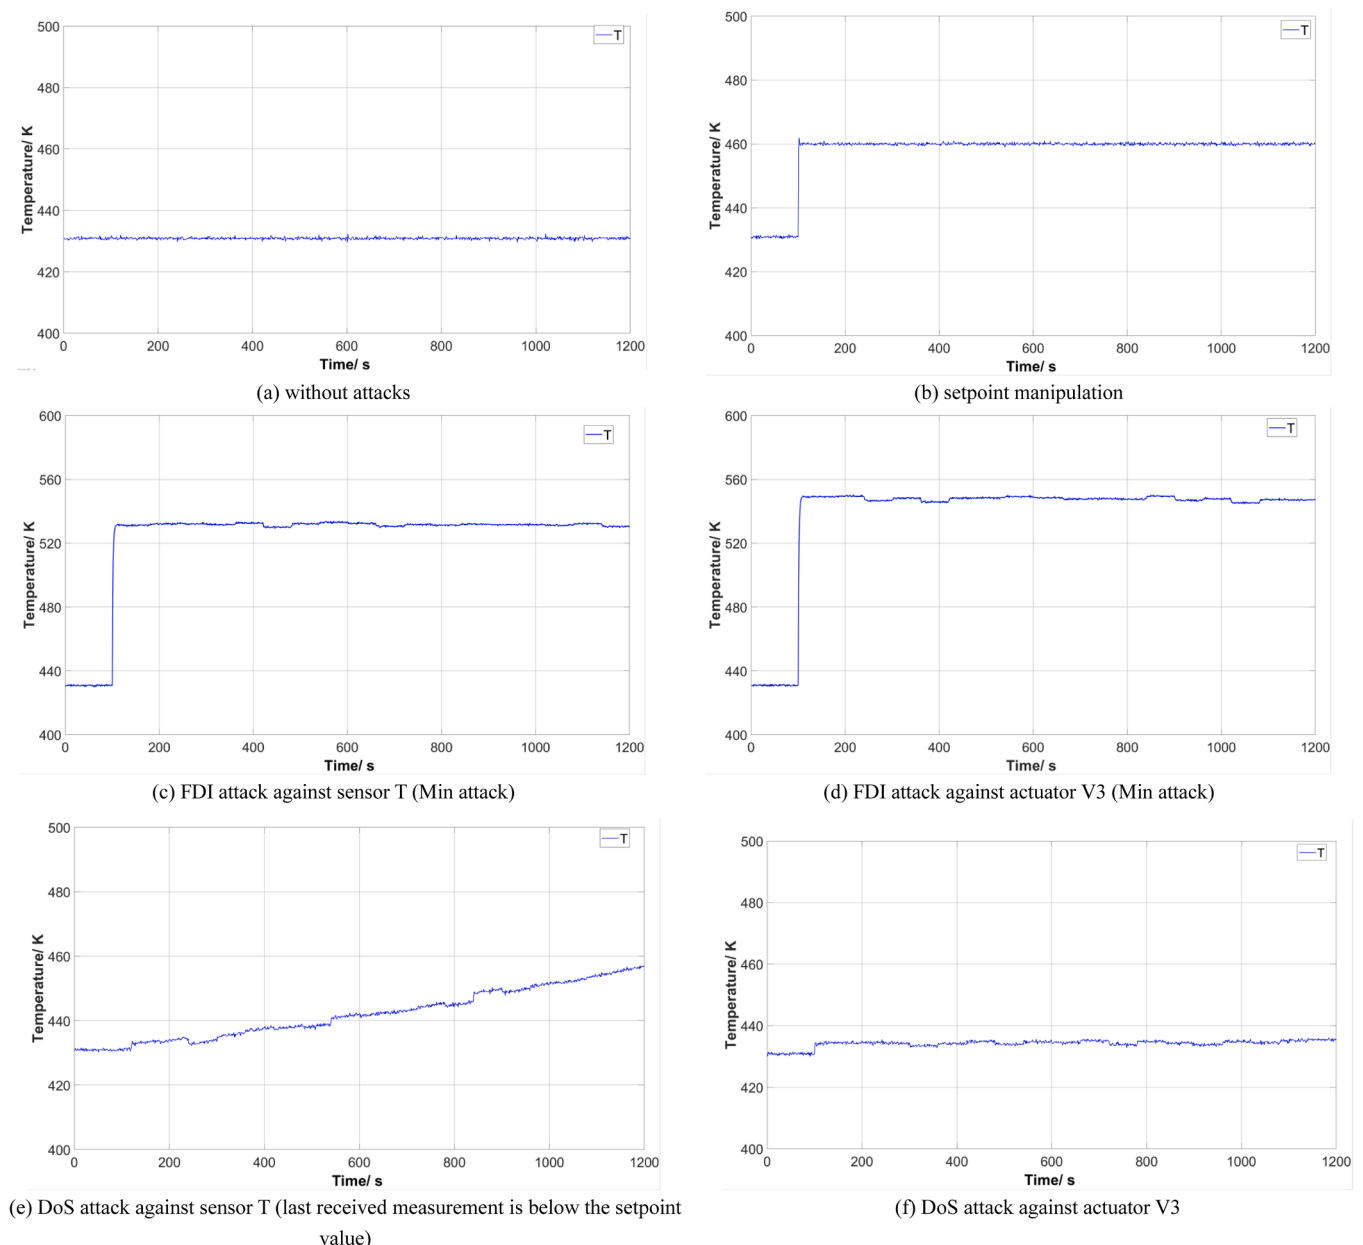 500
480
460
440
420
400
Temperature/ K
T
0 200 400 600 800 1000 1200
Time/ s
(a) without attacks
500
480
460
440
420
400
Temperature/ K
T
0 200 400 600 800 1000 1200
Time/ s
(b) setpoint manipulation
600
560
520
480
440
400
Temperature/ K
T
0 200 400 600 800 1000 1200
Time/ s
(c) FDI attack against sensor T (Min attack)
600
560
520
480
440
400
Temperature/ K
T
0 200 400 600 800 1000 1200
Time/ s
(d) FDI attack against actuator V3 (Min attack)
500
480
460
440
420
400
Temperature/ K
T
0 200 400 600 800 1000 1200
Time/ s
(e) DoS attack against sensor T (last received measurement is below the setpoint
value)
500
480
460
440
420
400
Temperature/ K
T
0 200 400 600 800 1000 1200
Time/ s
(f) DoS attack against actuator V3